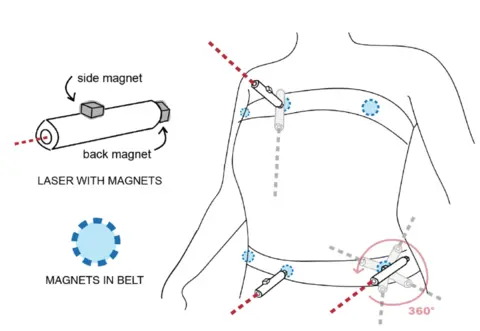 side magnet
back magnet
LASER WITH MAGNETS
MAGNETS IN BELT
360°